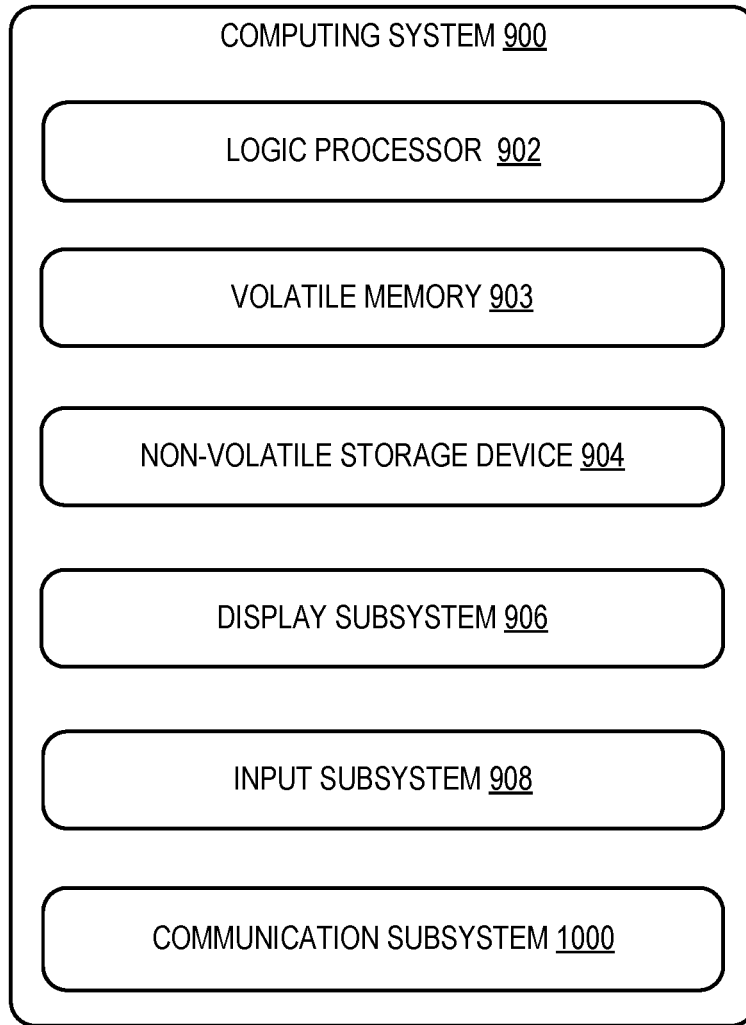 COMPUTING SYSTEM 900
LOGIC PROCESSOR 902
VOLATILE MEMORY 903
NON-VOLATILE STORAGE DEVICE 904
DISPLAY SUBSYSTEM 906
INPUT SUBSYSTEM 908
COMMUNICATION SUBSYSTEM 1000